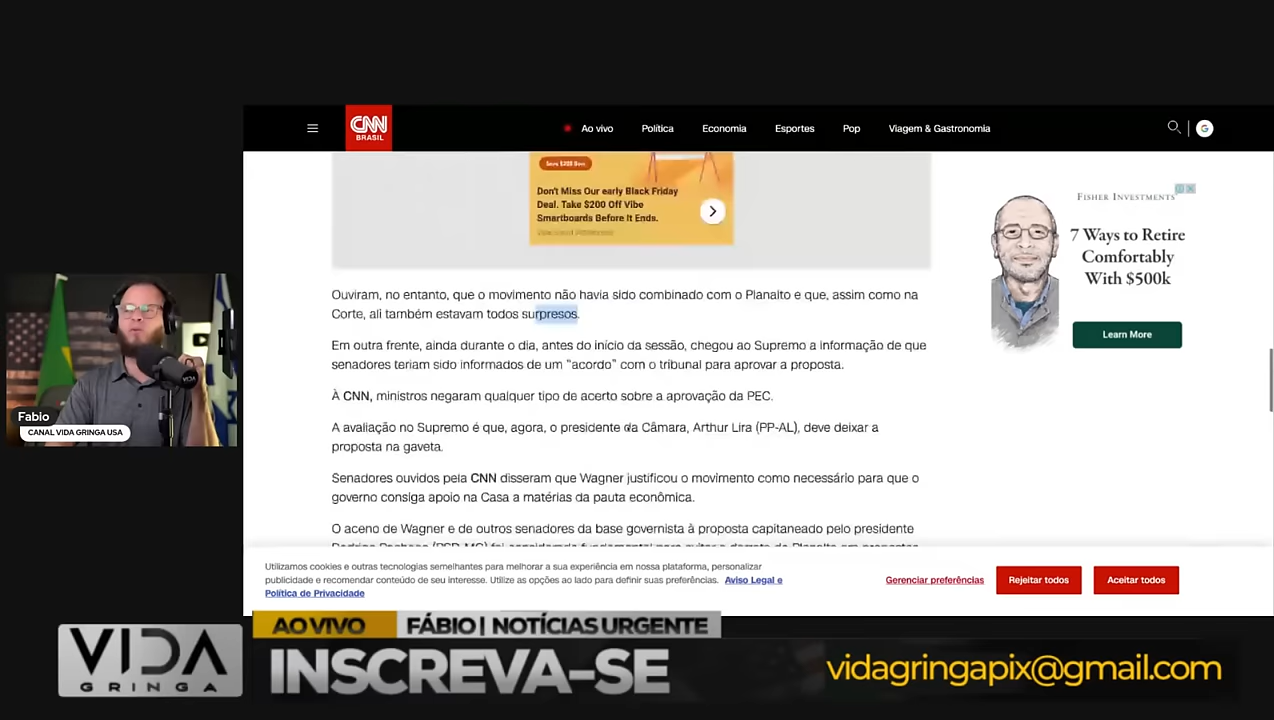 CNN
BRASIL
Ao vivo
Política
Economia
Esportes
Pop
Viagem & Gastronomia
G
Save $200 Now
Don't Miss Our early Black Friday
Deal. Take $200 Off Vibe
Smartboards Before It Ends.
FISHER INVESTMENTS
7 Ways to Retire
Comfortably
With $500k
Learn More
Ouviram, no entanto, que o movimento não havia sido combinado com o Planalto e que, assim como na
Corte, ali também estavam todos surpresos.
Em outra frente, ainda durante o dia, antes do início da sessão, chegou ao Supremo a informação de que
senadores teriam sido informados de um “acordo” com o tribunal para aprovar a proposta.
À CNN, ministros negaram qualquer tipo de acerto sobre a aprovação da PEC.
A avaliação no Supremo é que, agora, o presidente da Câmara, Arthur Lira (PP-AL), deve deixar a
proposta na gaveta.
Senadores ouvidos pela CNN disseram que Wagner justificou o movimento como necessário para que o
governo consiga apoio na Casa a matérias da pauta econômica.
O aceno de Wagner e de outros senadores da base governista à proposta capitaneado pelo presidente
Fabio
CANAL VIDA GRINGA USA
Utilizamos cookies e outras tecnologias semelhantes para melhorar a sua experiência em nossa plataforma, personalizar
publicidade e recomendar conteúdo de seu interesse. Utilize as opções ao lado para definir suas preferências. Aviso Legal e
Política de Privacidade
Gerenciar preferências
Rejeitar todos
Aceitar todos
AO VIVO
FÁBIO | NOTÍCIAS URGENTE
VIDA
GRINGA
INSCREVA-SE
vidagringapix@gmail.com